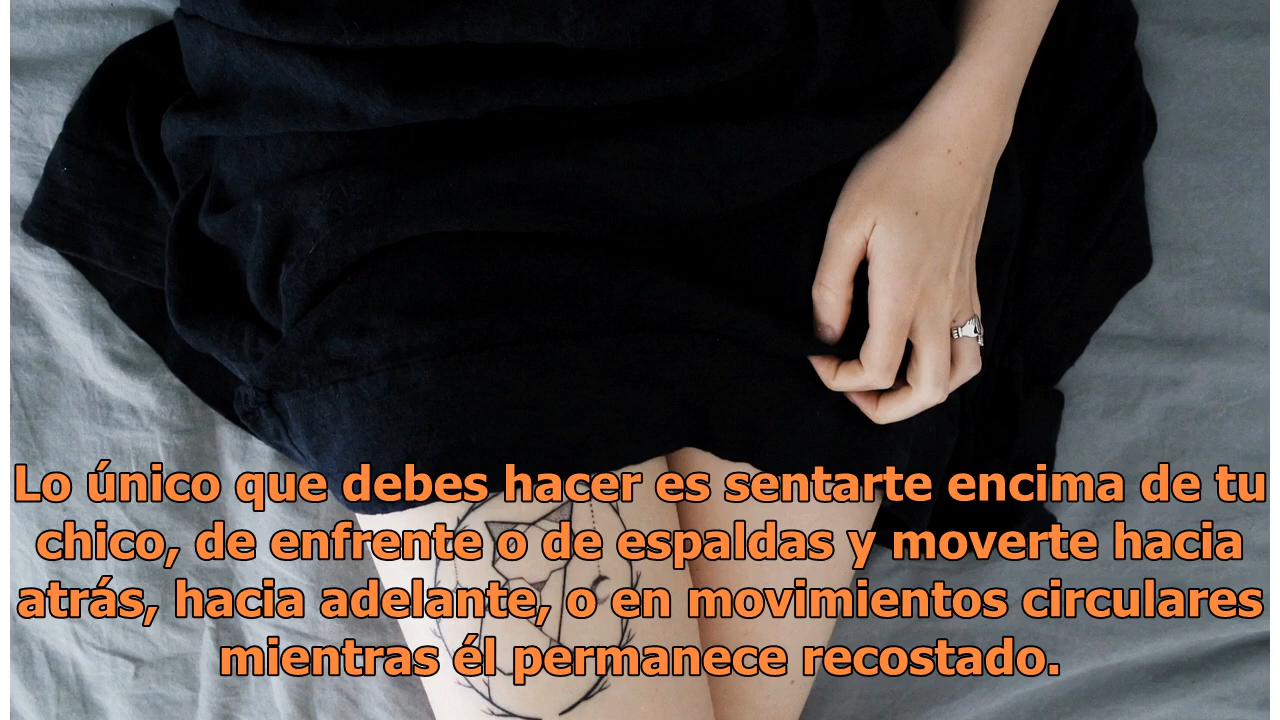 Lo único que debes hacer es sentarte encima de tu
chico, de enfrente o de espaldas y moverte hacia
atrás, hacia adelante, o en movimientos circulares
mientras él permanece recostado.